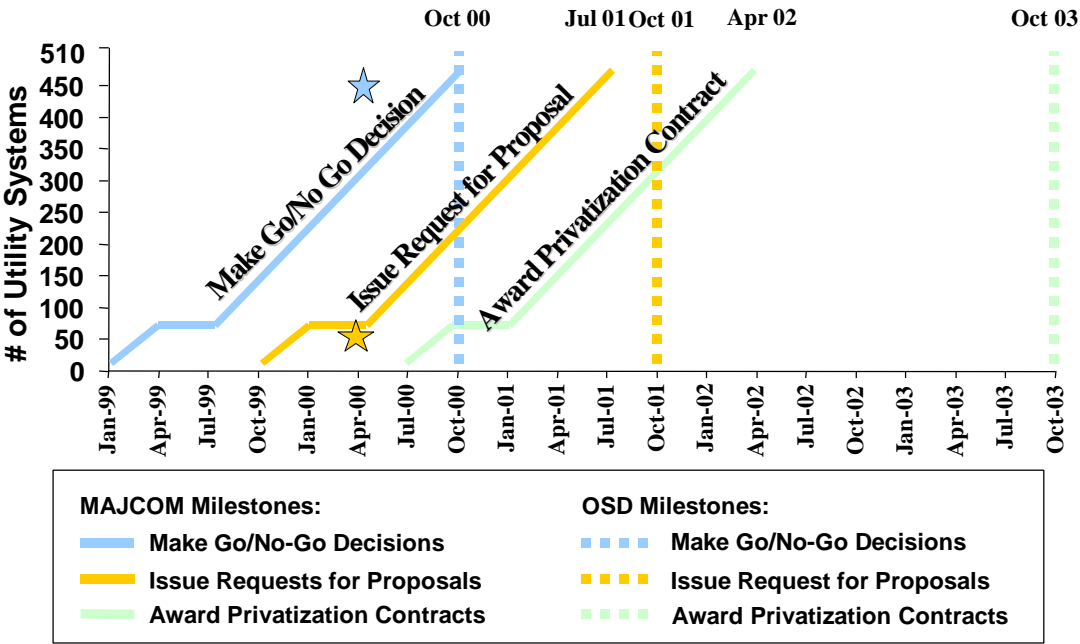 Oct 00 Jul 01 Oct 01 Apr 02 Oct 03
# of Utility Systems
510
450
400
350
300
250
200
150
100
50
0
Make Go/No Go Decision
Issue Request for Proposal
Award Privatization Contract
Jan-99 Apr-99 Jul-99 Oct-99 Jan-00 Apr-00 Jul-00 Oct-00 Jan-01 Apr-01 Jul-01 Oct-01 Jan-02 Apr-02 Jul-02 Oct-02 Jan-03 Apr-03 Jul-03 Oct-03
MAJCOM Milestones:
Make Go/No-Go Decisions
Issue Requests for Proposals
Award Privatization Contracts
OSD Milestones:
Make Go/No-Go Decisions
Issue Request for Proposals
Award Privatization Contracts